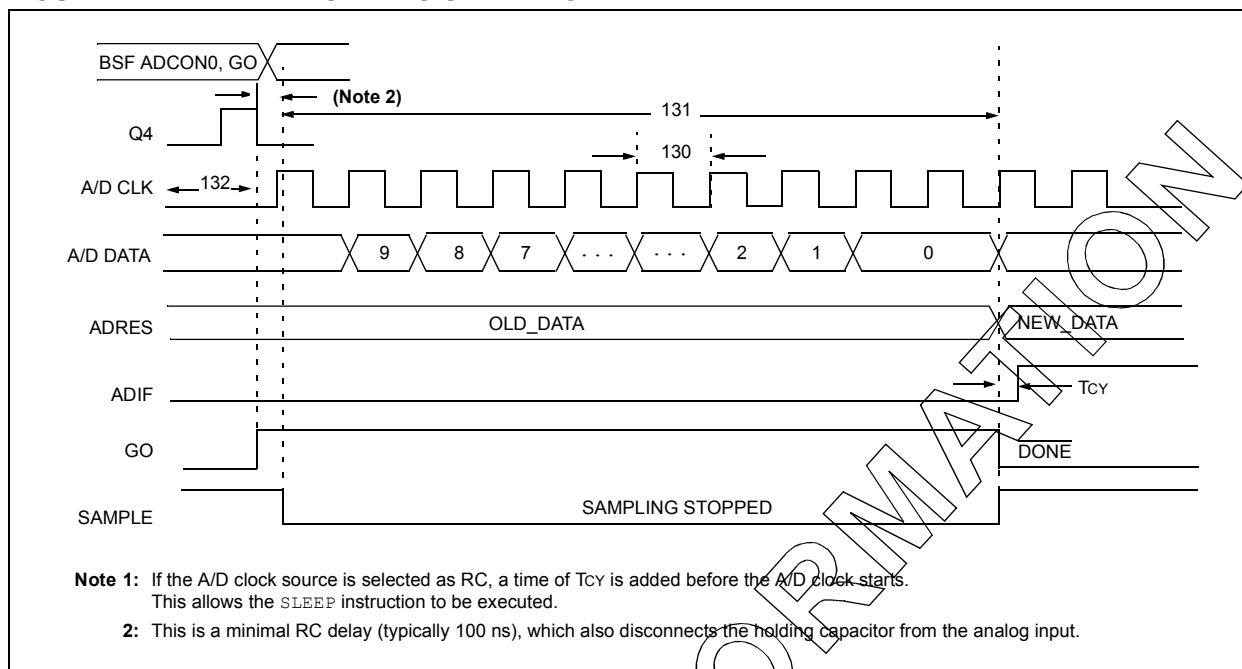 BSF ADCON0, GO
(Note 2)
131
Q4
130
A/D CLK
132
A/D DATA
9 8 7 . . . . . . 2 1 0
ADRES
OLD_DATA
NEW_DATA
ADIF
TCY
GO
DONE
SAMPLE
SAMPLING STOPPED
Note 1: If the A/D clock source is selected as RC, a time of TCY is added before the A/D clock starts.
This allows the SLEEP instruction to be executed.
2: This is a minimal RC delay (typically 100 ns), which also disconnects the holding capacitor from the analog input.
ORMATION